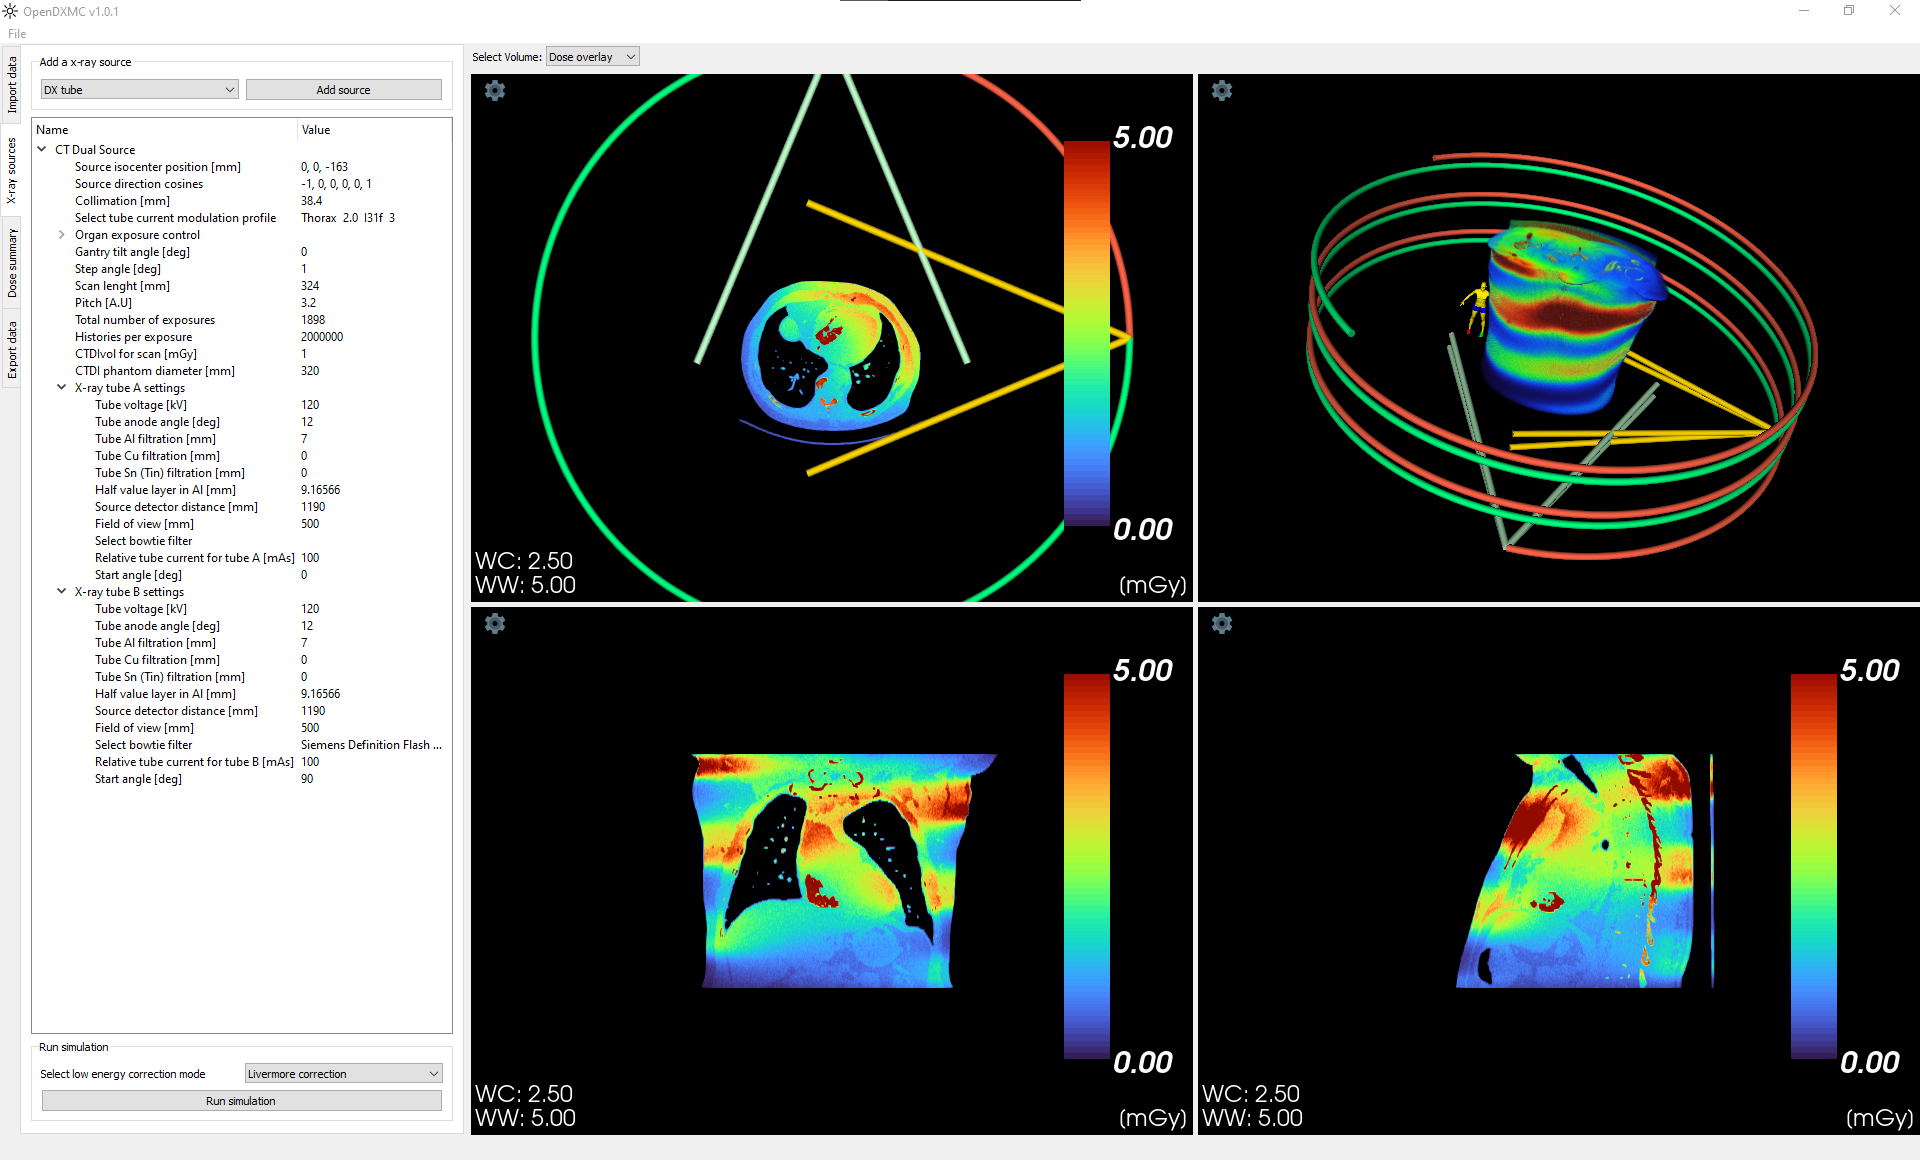 OpenDXMC v1.0.1
File
Import data
X-ray sources
Dose summary
Export data
Add a x-ray source
DX tube
Add source
Name Value
CT Dual Source
Source isocenter position [mm] 0, 0, -163
Source direction cosines -1, 0, 0, 0, 0, 1
Collimation [mm] 38.4
Select tube current modulation profile Thorax 2.0 I31f 3
Organ exposure control
Gantry tilt angle [deg] 0
Step angle [deg] 1
Scan lenght [mm] 324
Pitch [A.U] 3.2
Total number of exposures 1898
Histories per exposure 2000000
CTDIvol for scan [mGy] 1
CTDI phantom diameter [mm] 320
X-ray tube A settings
Tube voltage [kV] 120
Tube anode angle [deg] 12
Tube Al filtration [mm] 7
Tube Cu filtration [mm] 0
Tube Sn (Tin) filtration [mm] 0
Half value layer in Al [mm] 9.16566
Source detector distance [mm] 1190
Field of view [mm] 500
Select bowtie filter
Relative tube current for tube A [mAs] 100
Start angle [deg] 0
X-ray tube B settings
Tube voltage [kV] 120
Tube anode angle [deg] 12
Tube Al filtration [mm] 7
Tube Cu filtration [mm] 0
Tube Sn (Tin) filtration [mm] 0
Half value layer in Al [mm] 9.16566
Source detector distance [mm] 1190
Field of view [mm] 500
Select bowtie filter Siemens Definition Flash ...
Relative tube current for tube B [mAs] 100
Start angle [deg] 90
Run simulation
Select low energy correction mode Livermore correction
Run simulation
Select Volume: Dose overlay
5.00
0.00
WC: 2.50
WW: 5.00
(mGy)
5.00
0.00
WC: 2.50
WW: 5.00
(mGy)
5.00
0.00
WC: 2.50
WW: 5.00
(mGy)